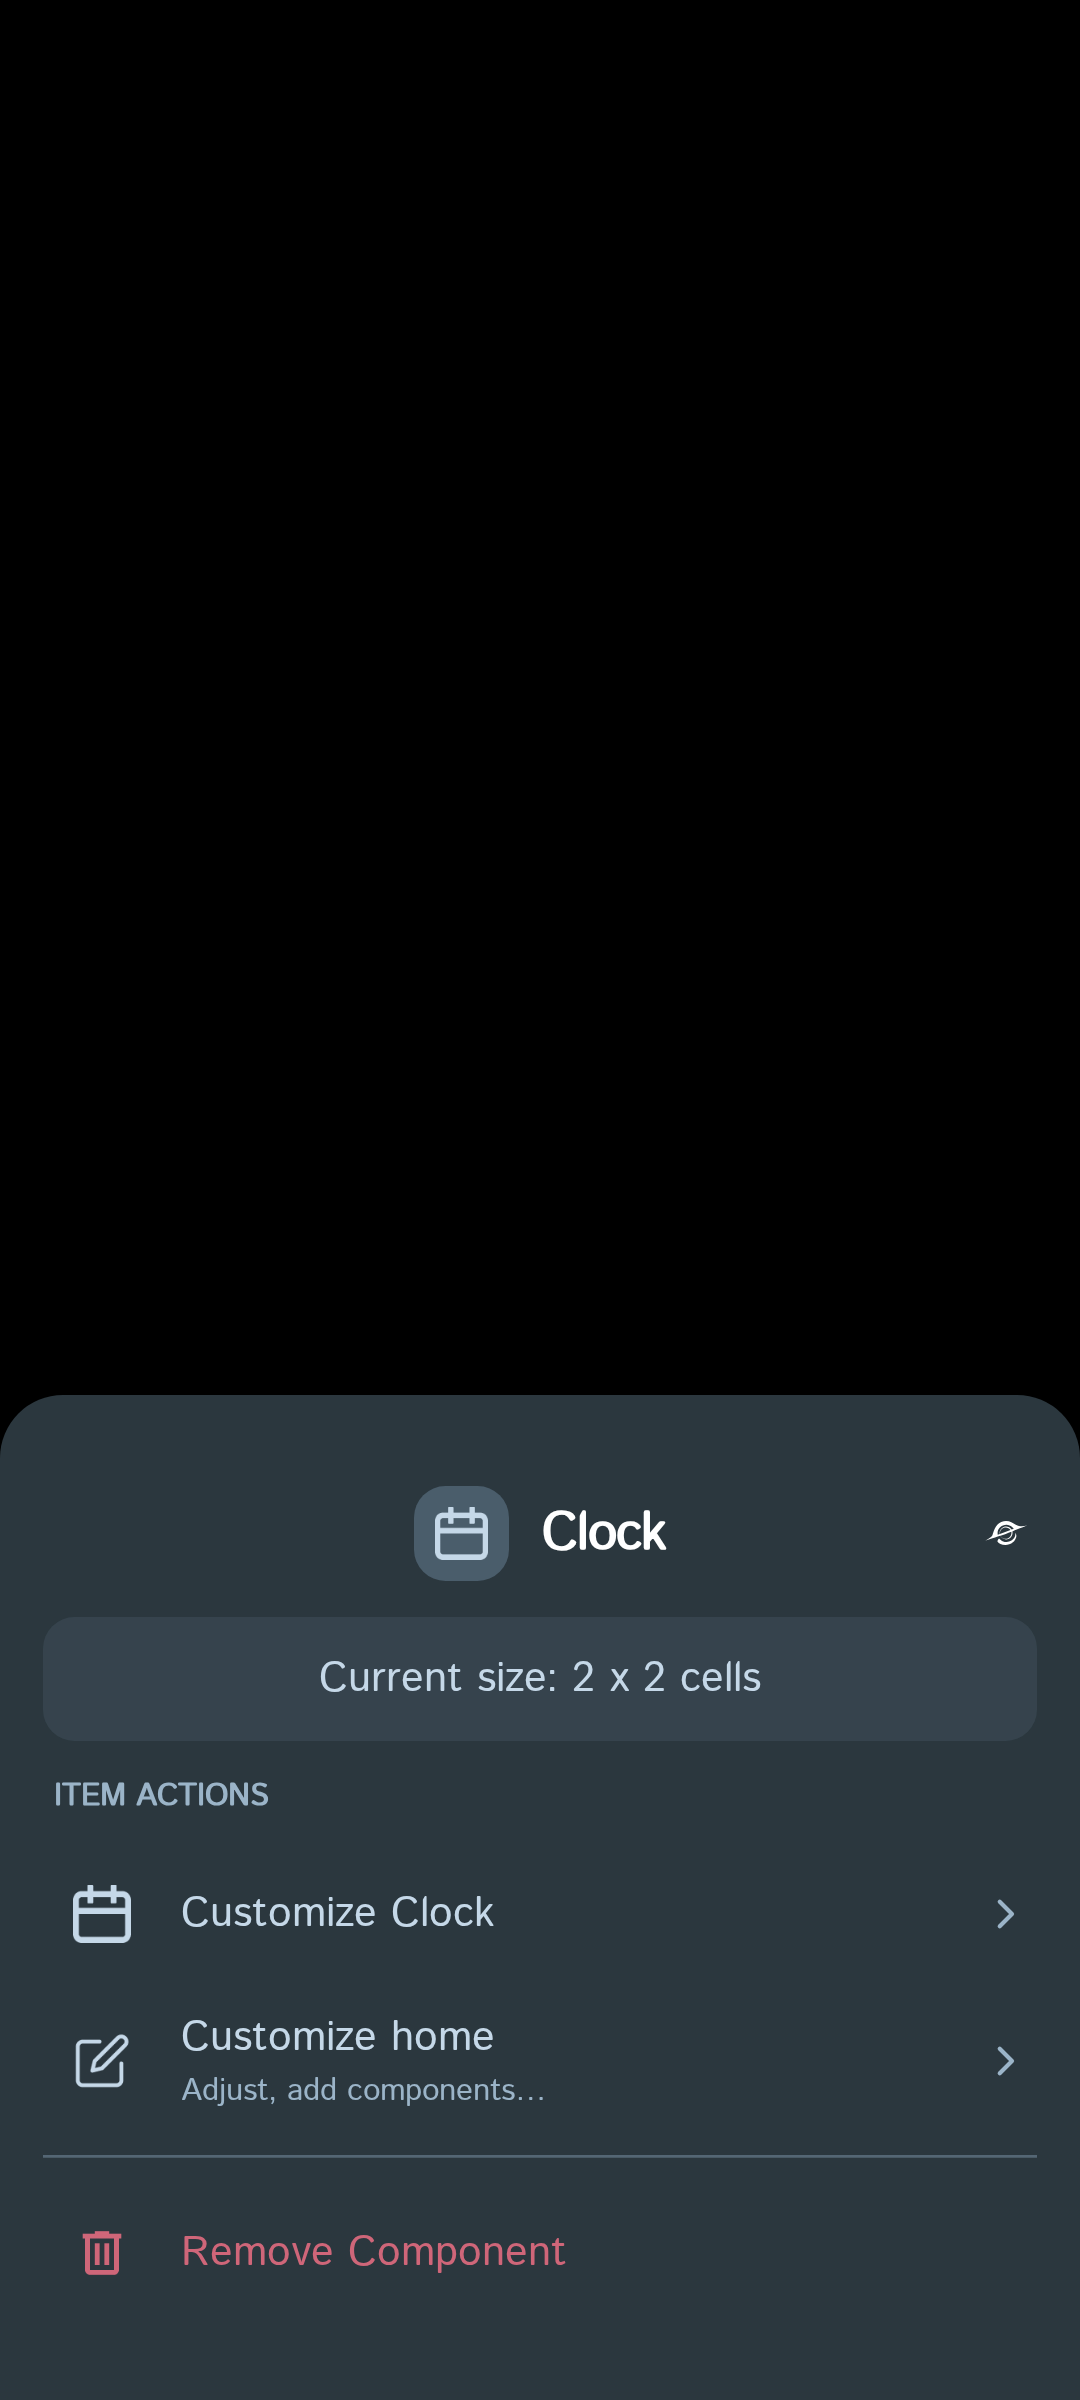 Clock
Current size: 2 x 2 cells
ITEM ACTIONS
Customize Clock
Customize home
Adjust, add components...
Remove Component